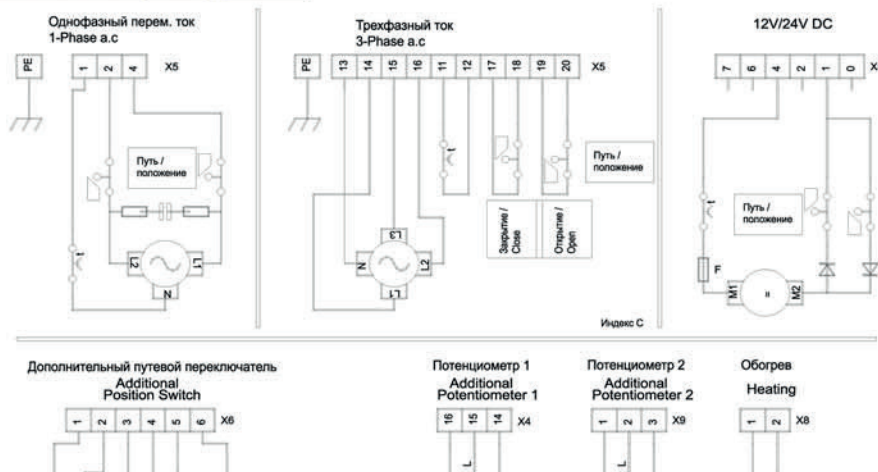 Однофазный перем. ток
1-Phase a.c
PE
1 2 4 X5
Путь /
положение
t
L2 L1
N
Трехфазный ток
3-Phase a.c
PE
13 14 15 16 11 12 17 18 19 20 X5
t
Путь /
положение
Закрытие /
Close
Открытие /
Open
L3
N L2
L1
Индекс С
12V/24V DC
7 6 4 2 1 0 X
t
Путь /
положение
F
M1 = M2
Дополнительный путевой переключатель
Additional
Position Switch
1 2 3 4 5 6 X6
Потенциометр 1
Additional
Potentiometer 1
16 15 14 X4
Потенциометр 2
Additional
Potentiometer 2
1 2 3 X9
Обогрев
Heating
1 2 X8